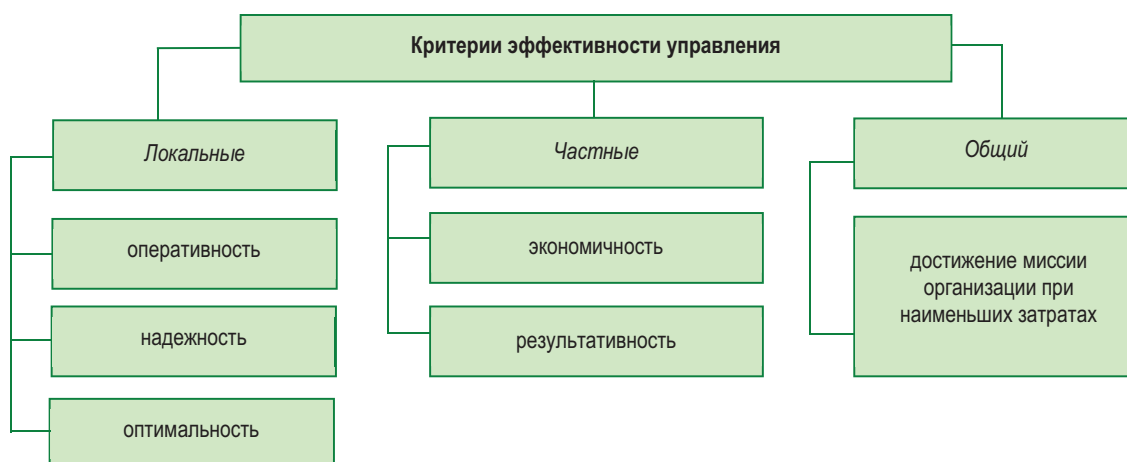 Критерии эффективности управления
Локальные
оперативность
надежность
оптимальность
Частные
экономичность
результативность
Общий
достижение миссии
организации при
наименьших затратах